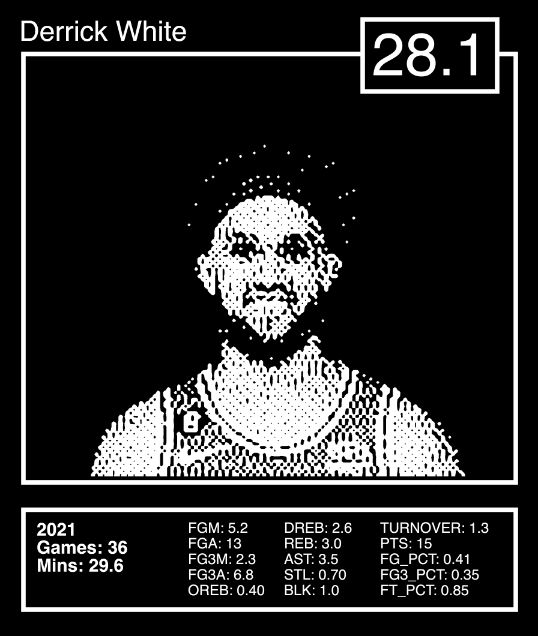 Derrick White
28.1
2021
Games: 36
Mins: 29.6
FGM: 5.2
FGA: 13
FG3M: 2.3
FG3A: 6.8
OREB: 0.40
DREB: 2.6
REB: 3.0
AST: 3.5
STL: 0.70
BLK: 1.0
TURNOVER: 1.3
PTS: 15
FG_PCT: 0.41
FG3_PCT: 0.35
FT_PCT: 0.85